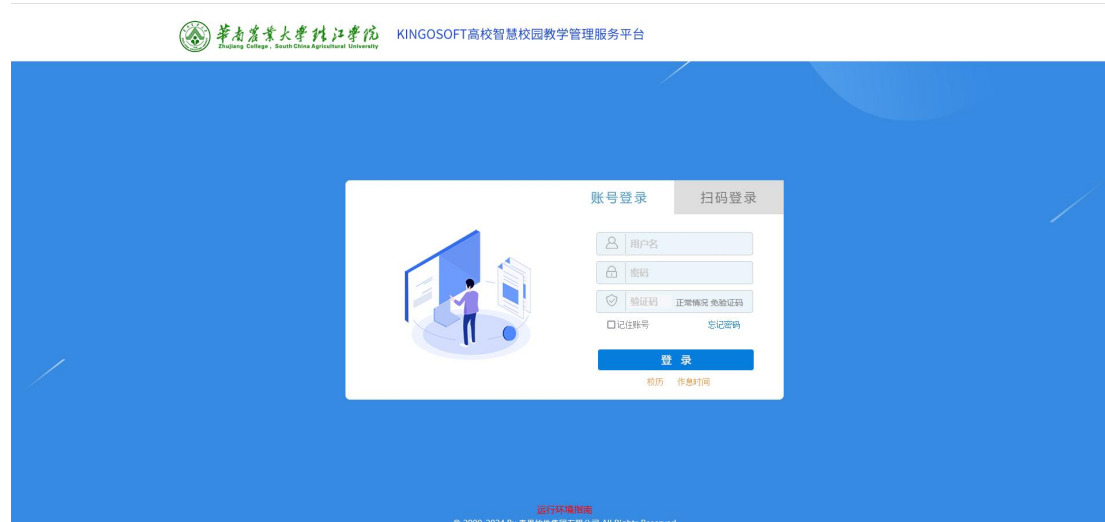 華南農業大學珠江學院
Zhujiang College, South China Agricultural University
KINGOSOFT高校智慧校园教学管理服务平台
账号登录 扫码登录
用户名
密码
验证码 正常情况 免验证码
记住账号 忘记密码
登 录
校历 作息时间
运行环境指南
All Rights Reserved